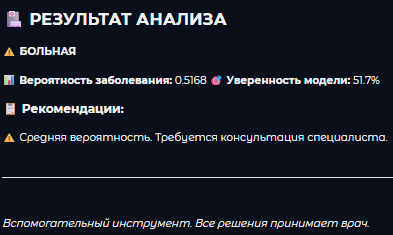 РЕЗУЛЬТАТ АНАЛИЗА
БОЛЬНАЯ
Вероятность заболевания: 0.5168 Уверенность модели: 51.7%
Рекомендации:
Средняя вероятность. Требуется консультация специалиста.
Вспомогательный инструмент. Все решения принимает врач.